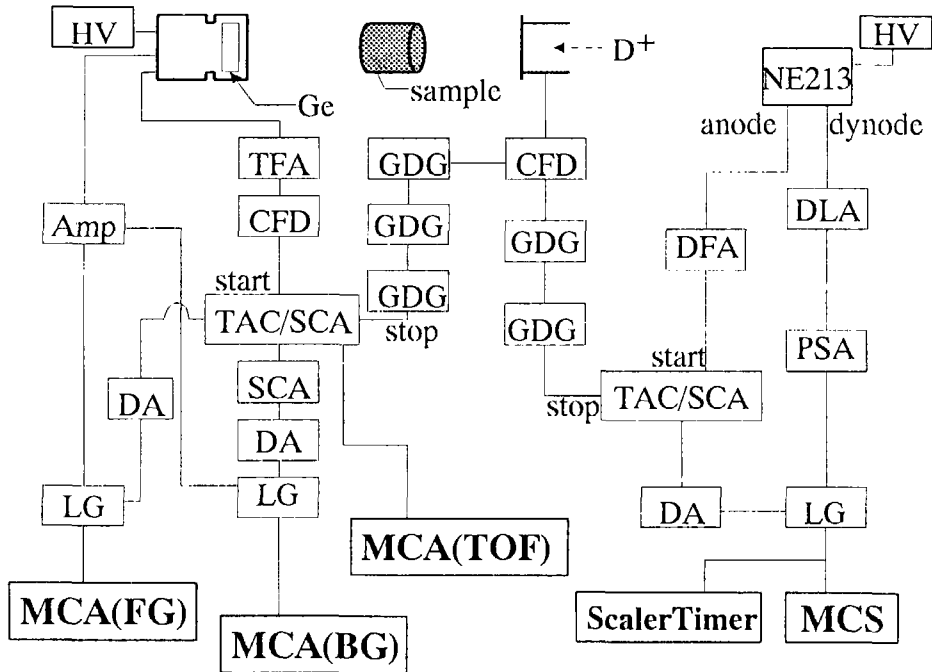 HV
HV
D+
NE213
sample
Ge
anode
dynode
TFA
GDG
CFD
Amp
CFD
GDG
GDG
DFA
DLA
start
GDG
TAC/SCA
stop
GDG
start
PSA
DA
SCA
stop
TAC/SCA
DA
LG
LG
DA
LG
MCA(TOF)
MCA(FG)
MCA(BG)
ScalerTimer
MCS